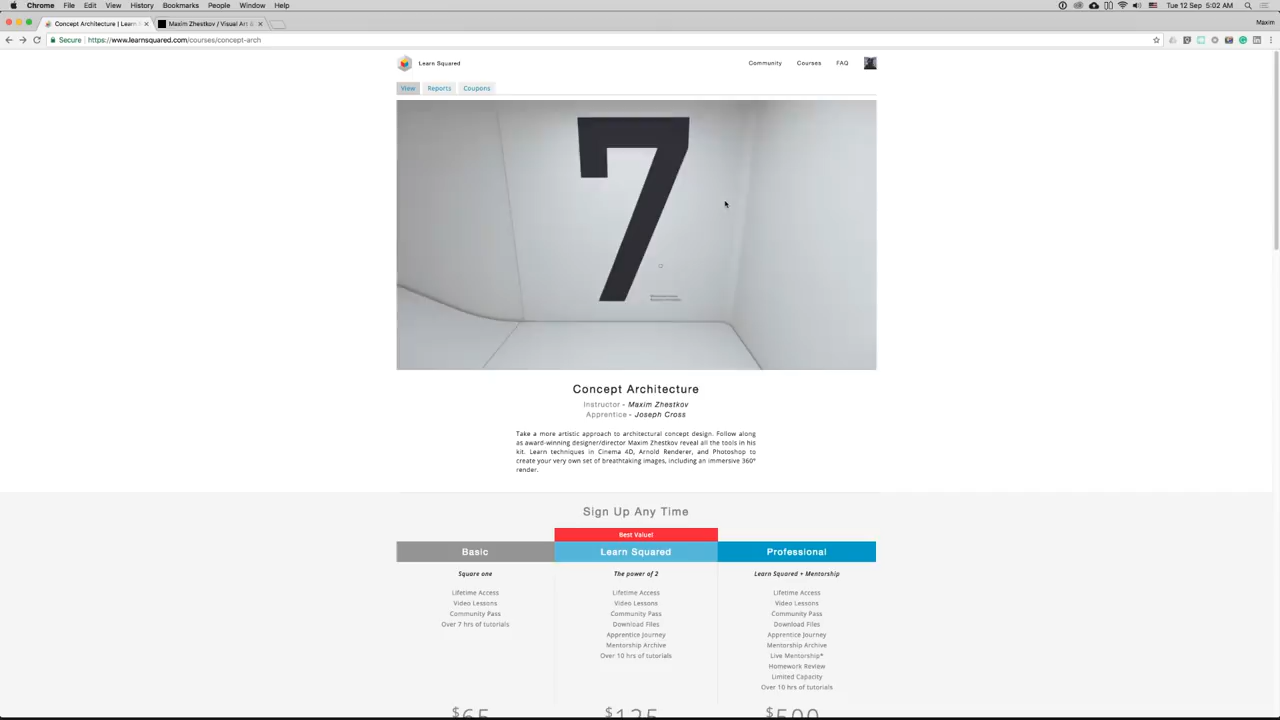 Chrome File Edit View History Bookmarks People Window Help
Tue 12 Sep 5:02 AM
Concept Architecture | Learn
Maxim Zhestkov / Visual Art &
Maxim
Secure
https://www.learnsquared.com/courses/concept-arch
Learn Squared
Community Courses FAQ
View Reports Coupons
7
Concept Architecture
Instructor - Maxim Zhestkov
Apprentice - Joseph Cross
Take a more artistic approach to architectural concept design. Follow along
as award-winning designer/director Maxim Zhestkov reveal all the tools in his
kit. Learn techniques in Cinema 4D, Arnold Renderer, and Photoshop to
create your very own set of breathtaking images, including an immersive 360°
render.
Sign Up Any Time
Best Value!
Basic Learn Squared Professional
Square one The power of 2 Learn Squared + Mentorship
Lifetime Access Lifetime Access Lifetime Access
Video Lessons Video Lessons Video Lessons
Community Pass Community Pass Community Pass
Over 7 hrs of tutorials Download Files Download Files
Apprentice Journey Apprentice Journey
Mentorship Archive Mentorship Archive
Over 10 hrs of tutorials Live Mentorship*
Homework Review
Limited Capacity
Over 10 hrs of tutorials
$65 $125 $500